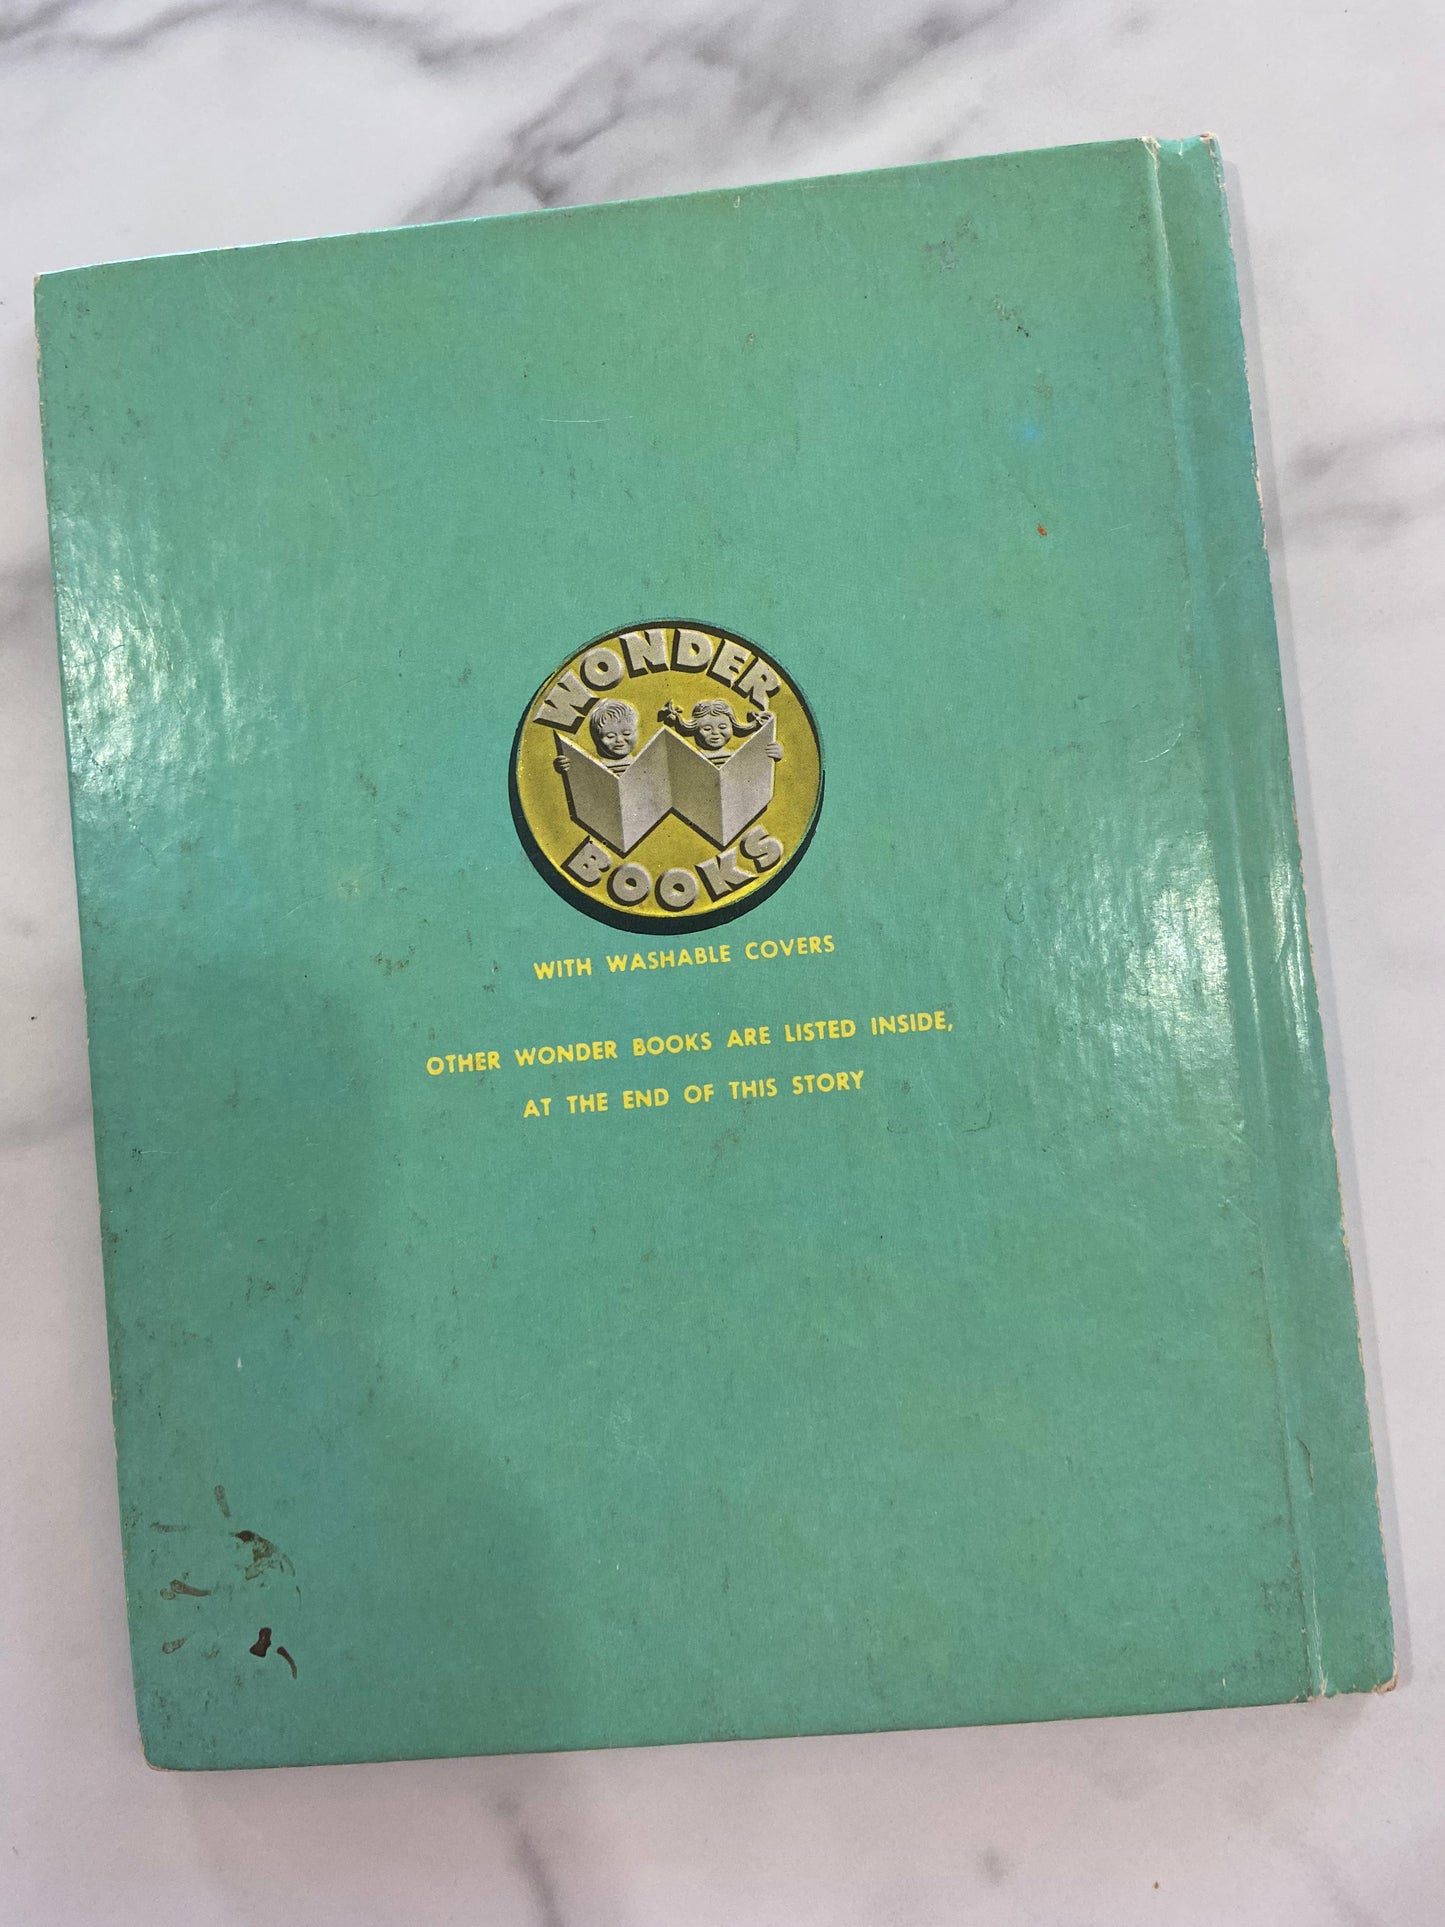 WONDER
BOOKS
WITH WASHABLE COVERS
OTHER WONDER BOOKS ARE LISTED INSIDE,
AT THE END OF THIS STORY